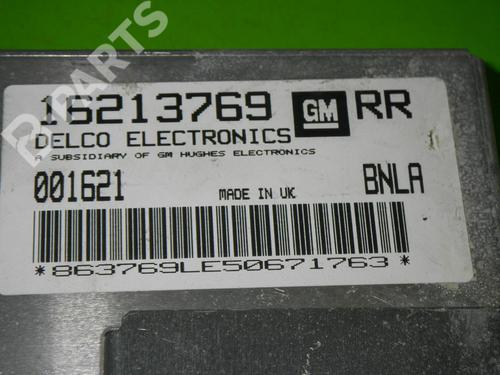 B-PARTS
16213769 GM RR
DELCO ELECTRONICS
A SUBSIDIARY OF GM HUGHES ELECTRONICS
001621 MADE IN UK BNLA
*863769LE50671763*